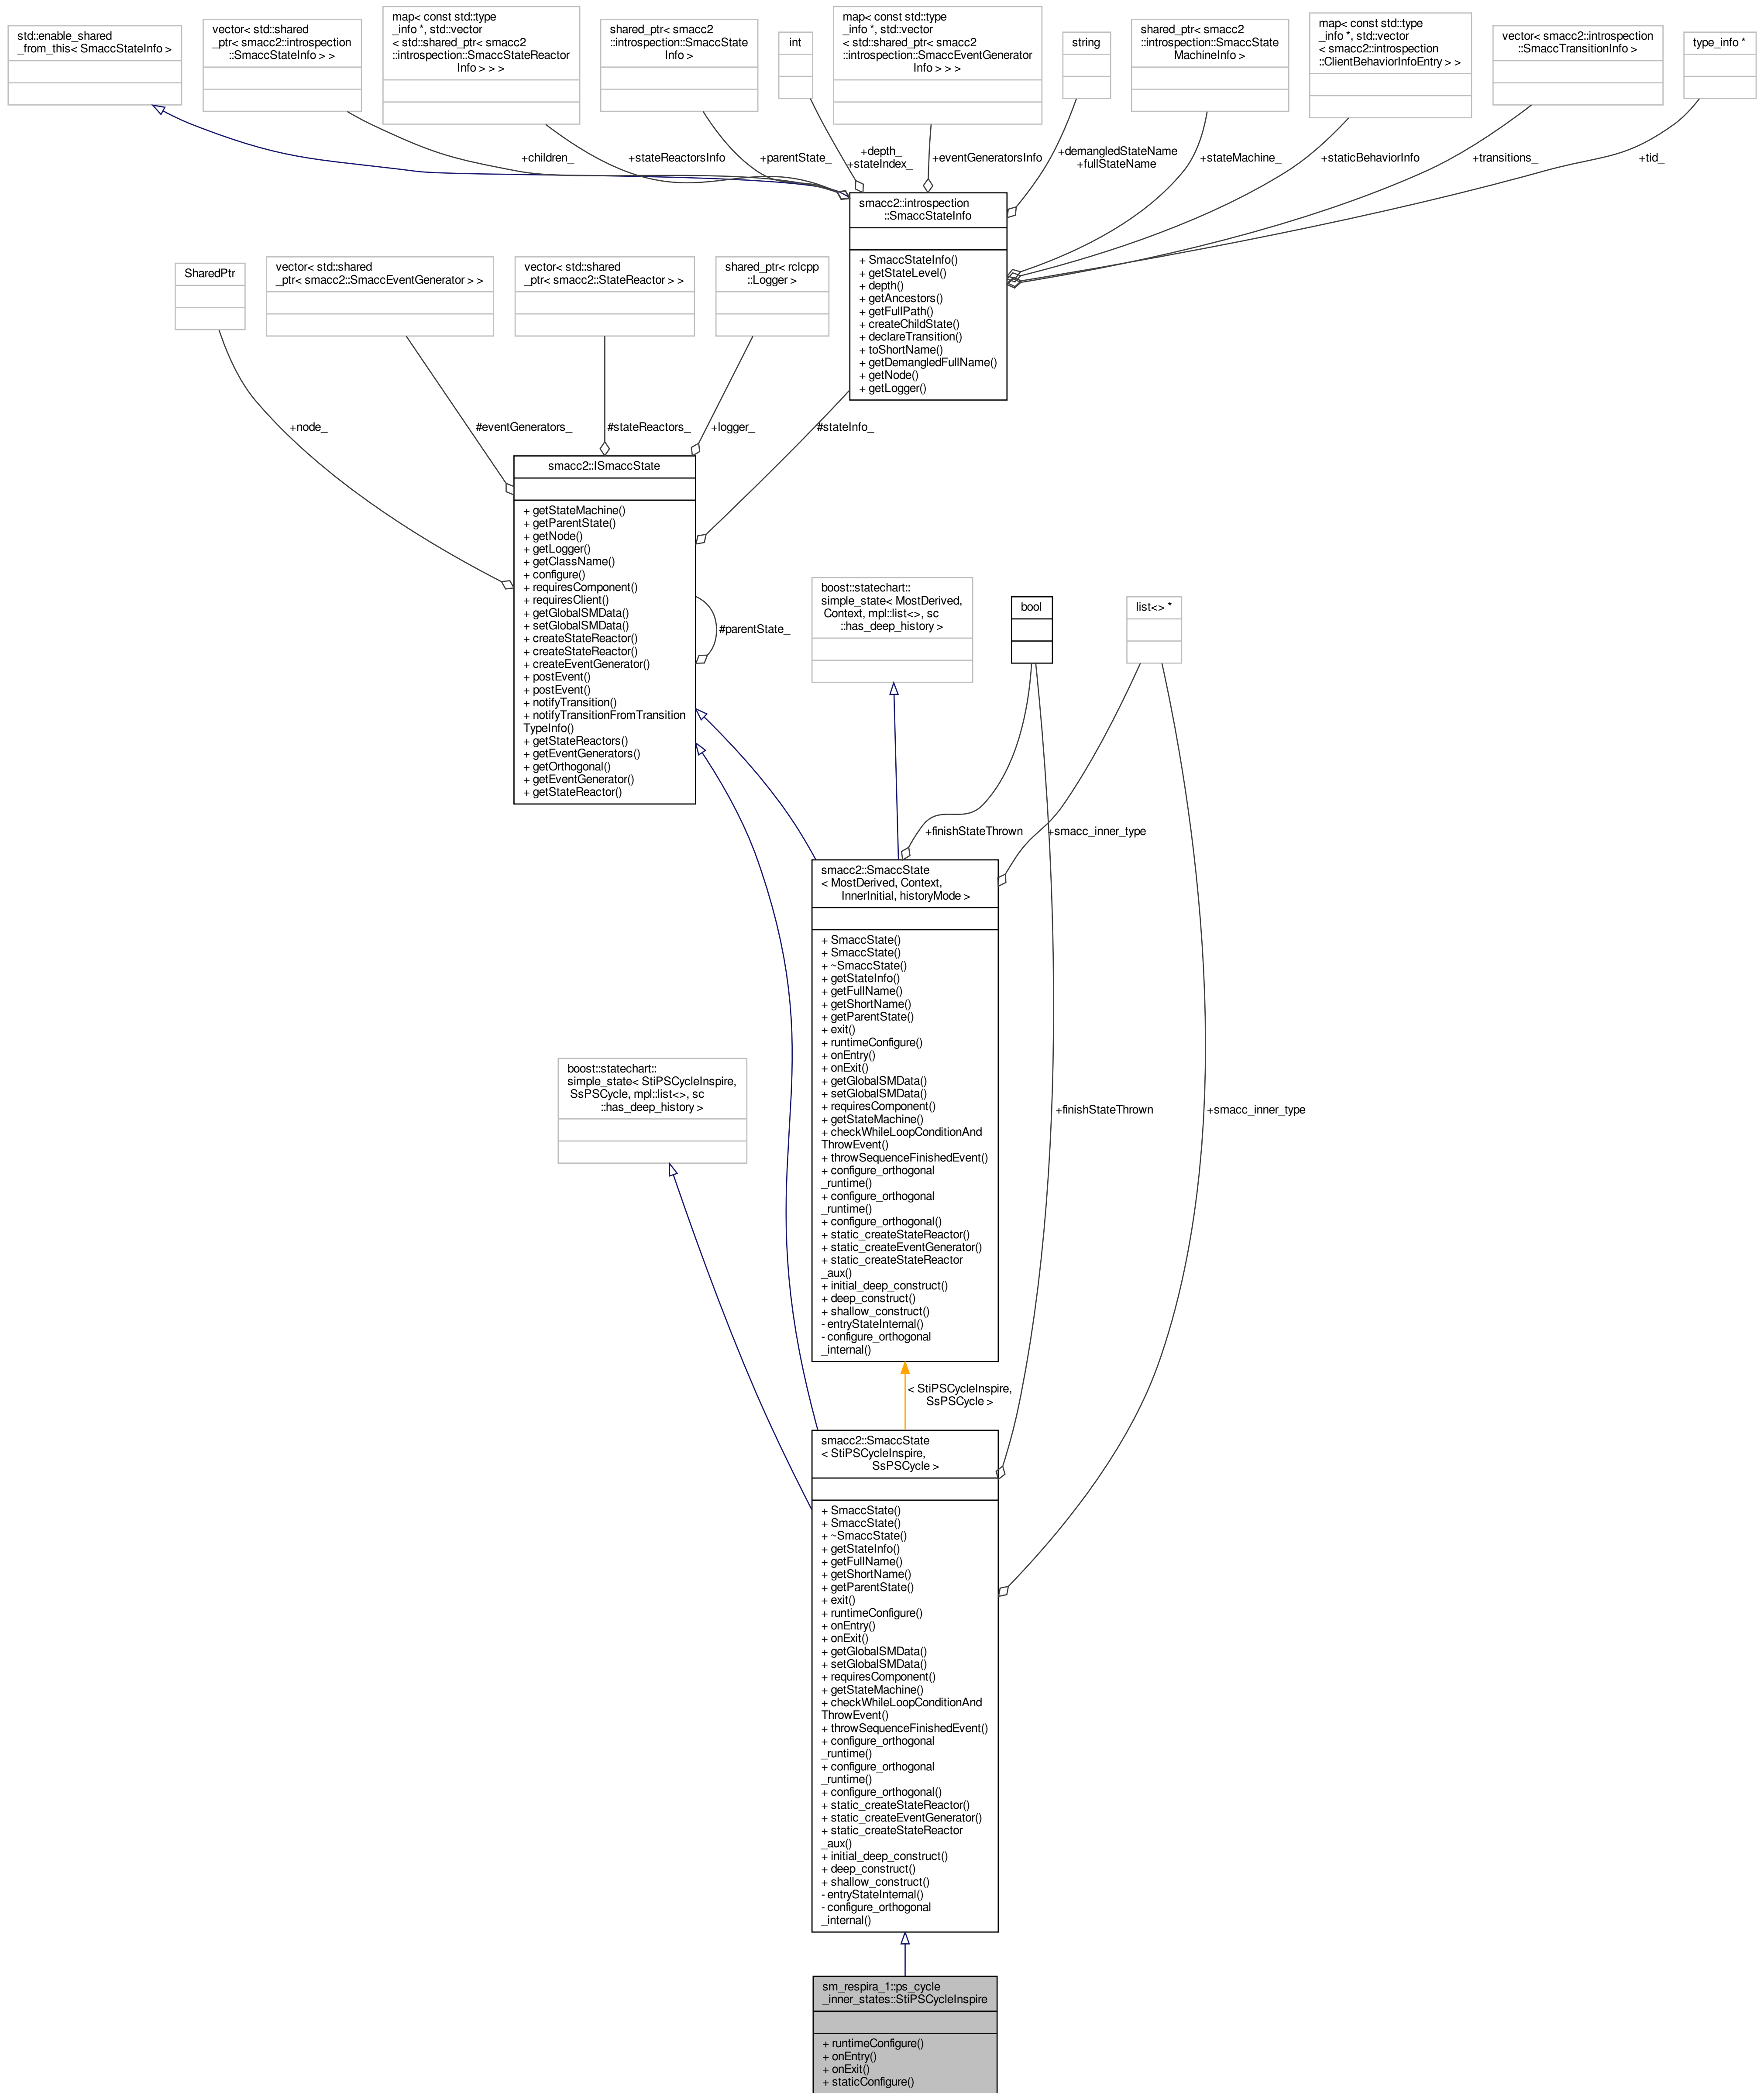 std::enable_shared
_from_this< SmaccStateInfo >
vector< std::shared
_ptr< smacc2::introspection
::SmaccStateInfo > >
map< const std::type
_info *, std::vector
< std::shared_ptr< smacc2
::introspection::SmaccStateReactor
Info > > >
shared_ptr< smacc2
::introspection::SmaccState
Info >
int
map< const std::type
_info *, std::vector
< std::shared_ptr< smacc2
::introspection::SmaccEventGenerator
Info > > >
string
shared_ptr< smacc2
::introspection::SmaccState
MachineInfo >
map< const std::type
_info *, std::vector
< smacc2::introspection
::ClientBehaviorInfoEntry > >
vector< smacc2::introspection
::SmaccTransitionInfo >
type_info *
+children_
+stateReactorsInfo
+parentState_
+depth_
+stateIndex_
+eventGeneratorsInfo
+demangledStateName
+fullStateName
+stateMachine_
+staticBehaviorInfo
+transitions_
+tid_
smacc2::introspection
::SmaccStateInfo
+ SmaccStateInfo()
+ getStateLevel()
+ depth()
+ getAncestors()
+ getFullPath()
+ createChildState()
+ declareTransition()
+ toShortName()
+ getDemangledFullName()
+ getNode()
+ getLogger()
SharedPtr
vector< std::shared
_ptr< smacc2::SmaccEventGenerator > >
vector< std::shared
_ptr< smacc2::StateReactor > >
shared_ptr< rclcpp
::Logger >
+node_
#eventGenerators_
#stateReactors_
+logger_
#stateInfo_
smacc2::ISmaccState
+ getStateMachine()
+ getParentState()
+ getNode()
+ getLogger()
+ getClassName()
+ configure()
+ requiresComponent()
+ requiresClient()
+ getGlobalSMData()
+ setGlobalSMData()
+ createStateReactor()
+ createStateReactor()
+ createEventGenerator()
+ postEvent()
+ postEvent()
+ notifyTransition()
+ notifyTransitionFromTransition
TypeInfo()
+ getStateReactors()
+ getEventGenerators()
+ getOrthogonal()
+ getEventGenerator()
+ getStateReactor()
#parentState_
boost::statechart::
simple_state< MostDerived,
Context, mpl::list<>, sc
::has_deep_history >
bool
list<> *
+finishStateThrown
+smacc_inner_type
smacc2::SmaccState
< MostDerived, Context,
InnerInitial, historyMode >
+ SmaccState()
+ SmaccState()
+ ~SmaccState()
+ getStateInfo()
+ getFullName()
+ getShortName()
+ getParentState()
+ exit()
+ runtimeConfigure()
+ onEntry()
+ onExit()
+ getGlobalSMData()
+ setGlobalSMData()
+ requiresComponent()
+ getStateMachine()
+ checkWhileLoopConditionAnd
ThrowEvent()
+ throwSequenceFinishedEvent()
+ configure_orthogonal
_runtime()
+ configure_orthogonal
_runtime()
+ configure_orthogonal()
+ static_createStateReactor()
+ static_createEventGenerator()
+ static_createStateReactor
_aux()
+ initial_deep_construct()
+ deep_construct()
+ shallow_construct()
- entryStateInternal()
- configure_orthogonal
_internal()
boost::statechart::
simple_state< StiPSCycleInspire,
SsPSCycle, mpl::list<>, sc
::has_deep_history >
+finishStateThrown
+smacc_inner_type
< StiPSCycleInspire,
SsPSCycle >
smacc2::SmaccState
< StiPSCycleInspire,
SsPSCycle >
+ SmaccState()
+ SmaccState()
+ ~SmaccState()
+ getStateInfo()
+ getFullName()
+ getShortName()
+ getParentState()
+ exit()
+ runtimeConfigure()
+ onEntry()
+ onExit()
+ getGlobalSMData()
+ setGlobalSMData()
+ requiresComponent()
+ getStateMachine()
+ checkWhileLoopConditionAnd
ThrowEvent()
+ throwSequenceFinishedEvent()
+ configure_orthogonal
_runtime()
+ configure_orthogonal
_runtime()
+ configure_orthogonal()
+ static_createStateReactor()
+ static_createEventGenerator()
+ static_createStateReactor
_aux()
+ initial_deep_construct()
+ deep_construct()
+ shallow_construct()
- entryStateInternal()
- configure_orthogonal
_internal()
sm_respira_1::ps_cycle
_inner_states::StiPSCycleInspire
+ runtimeConfigure()
+ onEntry()
+ onExit()
+ staticConfigure()